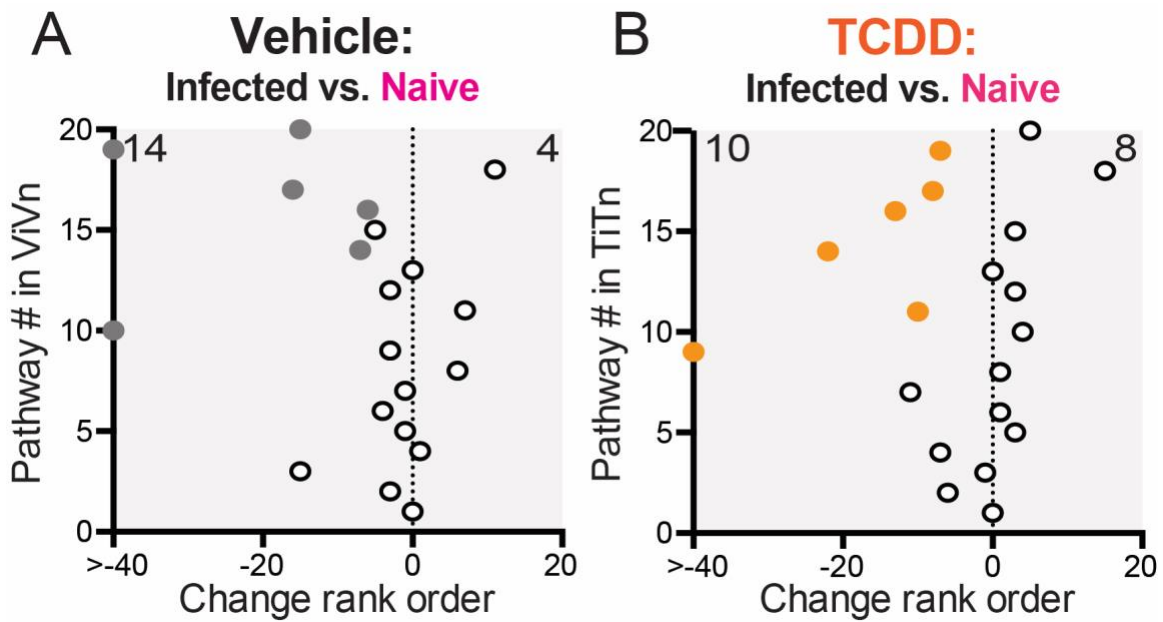 A
Vehicle:
Infected vs. Naive
Pathway # in ViVn
20
15
10
5
0
14
4
>-40
-20
0
20
Change rank order
B
TCDD:
Infected vs. Naive
Pathway # in TiTn
20
15
10
5
0
10
8
>-40
-20
0
20
Change rank order